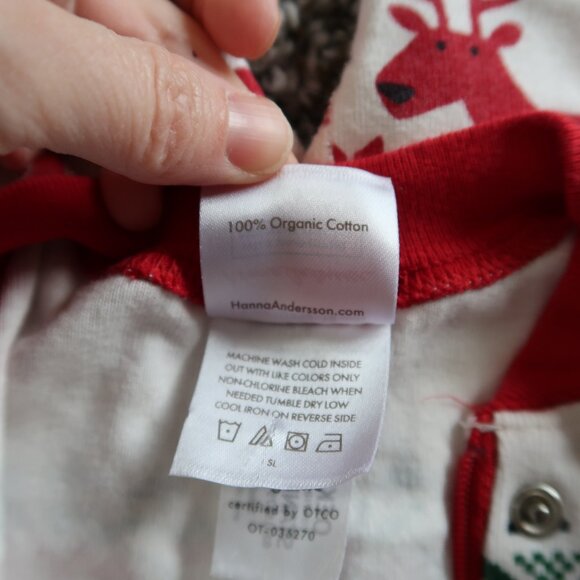 100% Organic Cotton
HannaAndersson.com
MACHINE WASH COLD INSIDE
OUT WITH LIKE COLORS ONLY
NON-CHLORINE BLEACH WHEN
NEEDED TUMBLE DRY LOW
COOL IRON ON REVERSE SIDE
SL
certified by OTCO
OT-035270